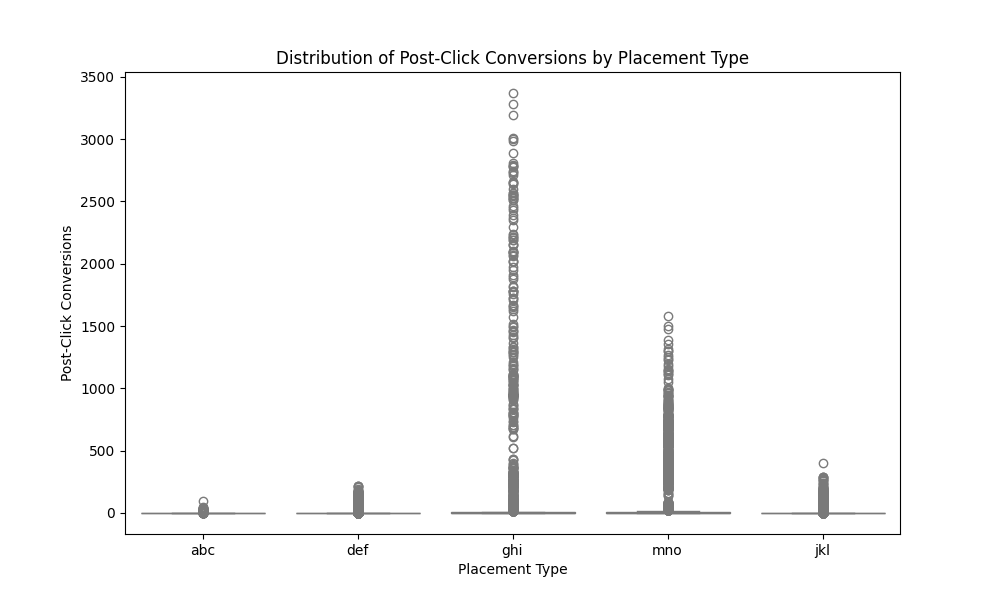 Distribution of Post-Click Conversions by Placement Type
Post-Click Conversions
3500
3000
2500
2000
1500
1000
500
0
abc def ghi mno jkl
Placement Type